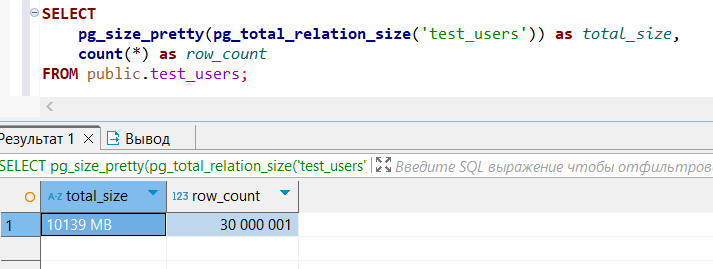 SELECT
pg_size_pretty(pg_total_relation_size('test_users')) as total_size,
count(*) as row_count
FROM public.test_users;
Результат 1 Вывод
SELECT pg_size_pretty(pg_total_relation_size('test_users' Введите SQL выражение чтобы отфильтров
A-Z total_size 123 row_count
1 10139 MB 30 000 001